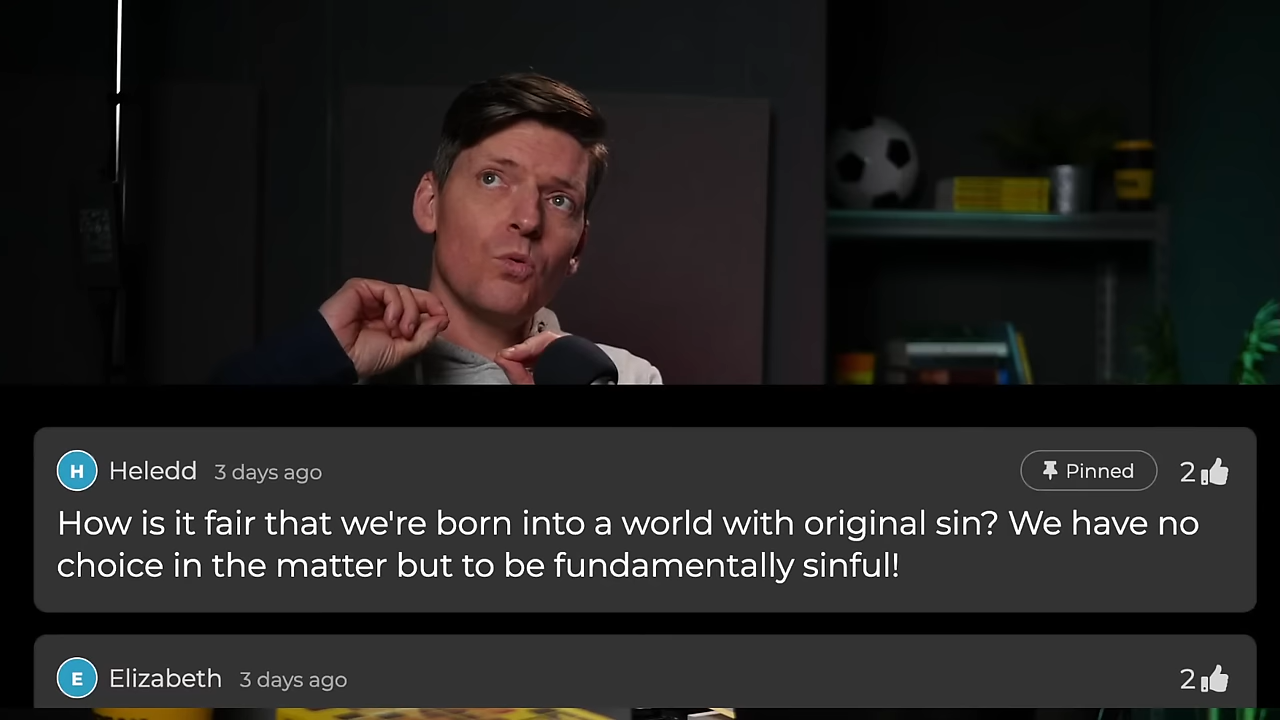 H Heledd 3 days ago Pinned 2
How is it fair that we're born into a world with original sin? We have no
choice in the matter but to be fundamentally sinful!
E Elizabeth 3 days ago 2